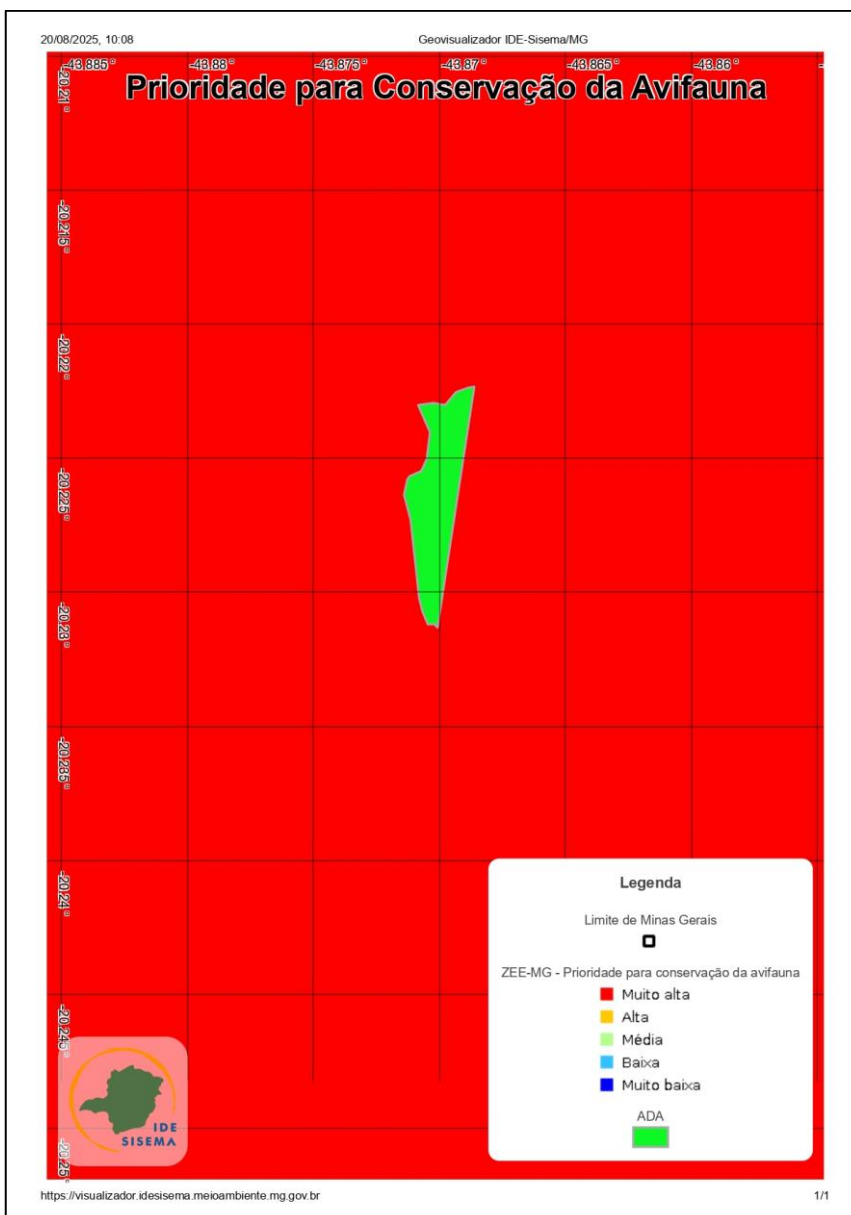 20/08/2025, 10:08 Geovisualizador IDE-Sisema/MG
-43.885° -43.88° -43.875° -43.87° -43.865° -43.86°
Prioridade para Conservação da Avifauna
-20.21°
-20.215°
-20.22°
-20.225°
-20.23°
-20.235°
-20.24°
-20.245°
-20.25°
Legenda
Limite de Minas Gerais
ZEE-MG - Prioridade para conservação da avifauna
Muito alta
Alta
Média
Baixa
Muito baixa
ADA
IDE
SISEMA
https://visualizador.idesisema.meioambiente.mg.gov.br 1/1